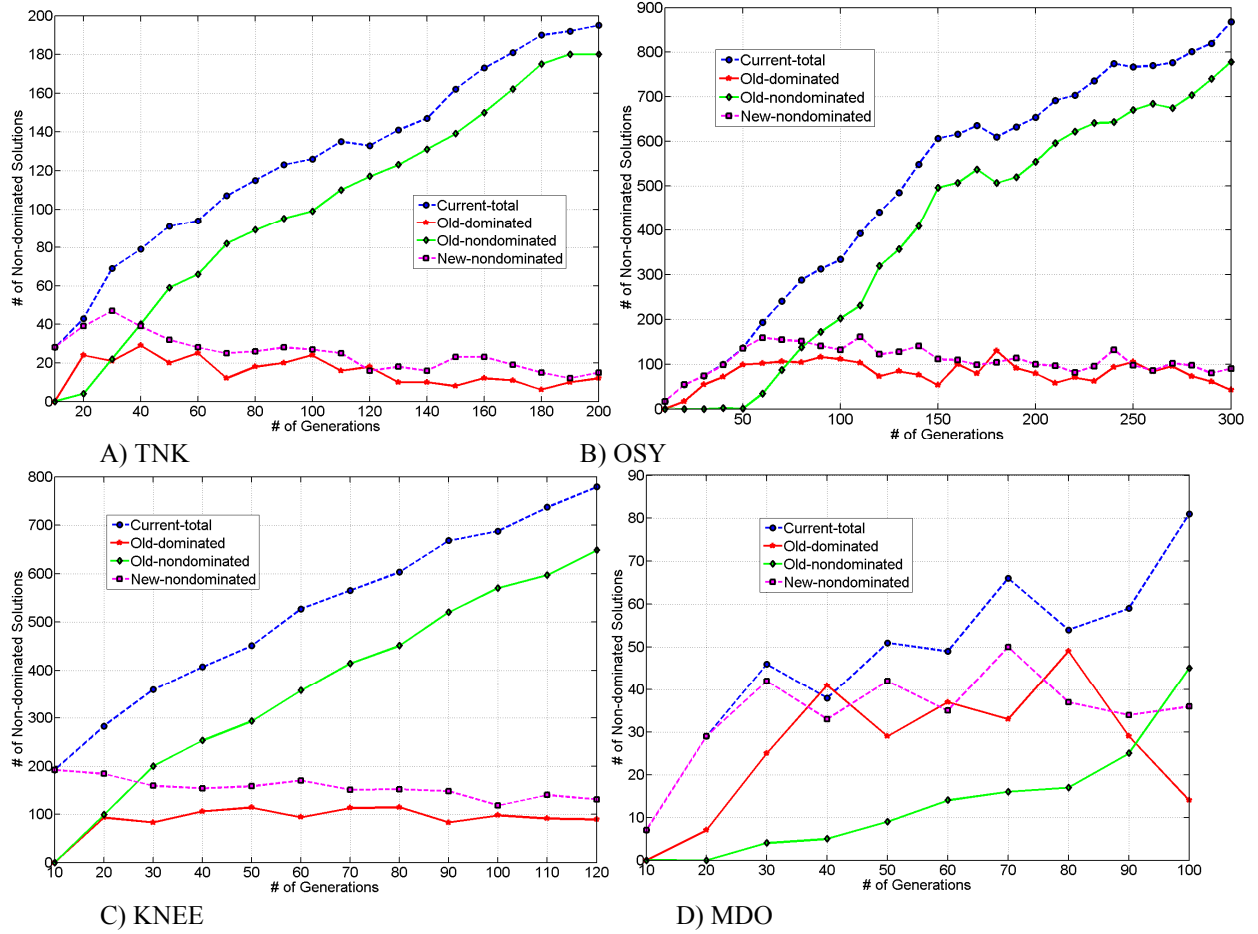 # of Non-dominated Solutions
200
180
160
140
120
100
80
60
40
20
0
10 20 40 60 80 100 120 140 160 180 200
# of Generations
Current-total
Old-dominated
Old-nondominated
New-nondominated
A) TNK
# of Non-dominated Solutions
900
800
700
600
500
400
300
200
100
0
10 50 100 150 200 250 300
# of Generations
Current-total
Old-dominated
Old-nondominated
New-nondominated
B) OSY
# of Non-dominated Solutions
800
700
600
500
400
300
200
100
0
10 20 30 40 50 60 70 80 90 100 110 120
# of Generations
Current-total
Old-dominated
Old-nondominated
New-nondominated
C) KNEE
# of Non-dominated Solutions
90
80
70
60
50
40
30
20
10
0
10 20 30 40 50 60 70 80 90 100
# of Generations
Current-total
Old-dominated
Old-nondominated
New-nondominated
D) MDO